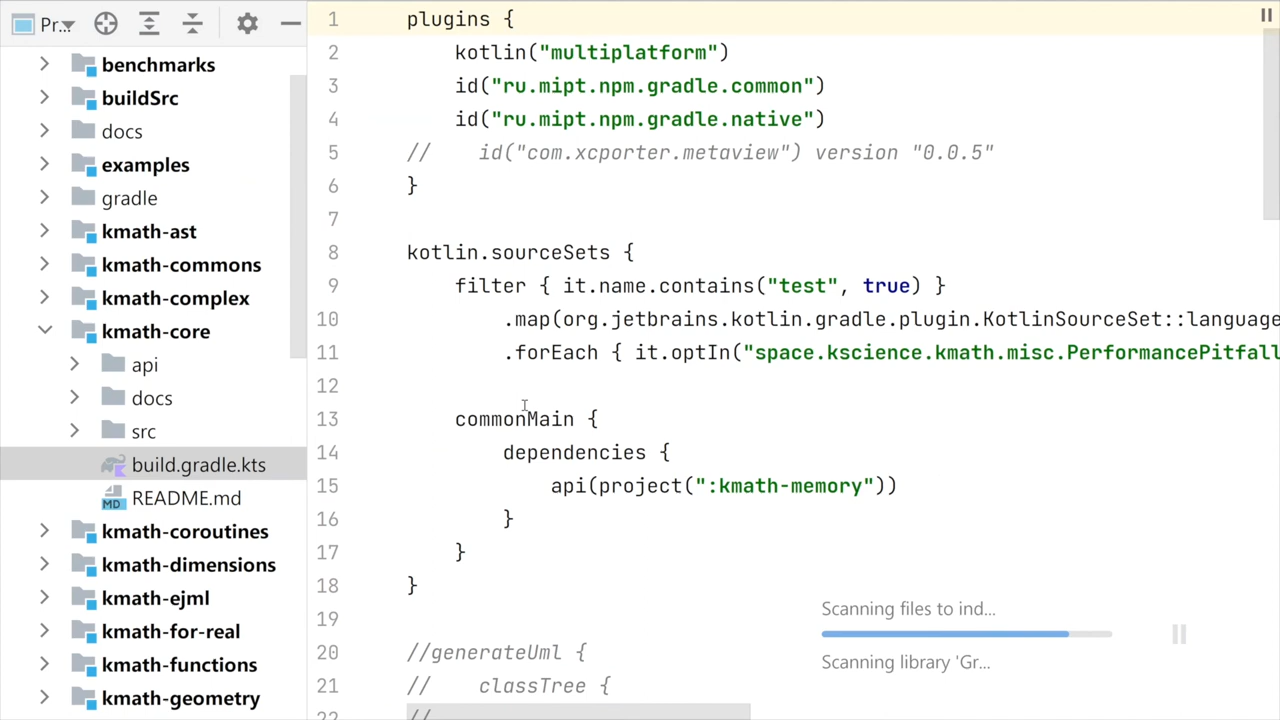 Pr...
benchmarks
buildSrc
docs
examples
gradle
kmath-ast
kmath-commons
kmath-complex
kmath-core
api
docs
src
build.gradle.kts
MD README.md
kmath-coroutines
kmath-dimensions
kmath-ejml
kmath-for-real
kmath-functions
kmath-geometry
1 plugins {
2 kotlin("multiplatform")
3 id("ru.mipt.npm.gradle.common")
4 id("ru.mipt.npm.gradle.native")
5 // id("com.xcporter.metaview") version "0.0.5"
6 }
7
8 kotlin.sourceSets {
9 filter { it.name.contains("test", true) }
10 .map(org.jetbrains.kotlin.gradle.plugin.KotlinSourceSet::language
11 .forEach { it.optIn("space.kscience.kmath.misc.PerformancePitfall
12
13 commonMain {
14 dependencies {
15 api(project(":kmath-memory"))
16 }
17 }
18 }
19
20 //generateUml {
21 // classTree {
22 //
Scanning files to ind...
Scanning library 'Gr...